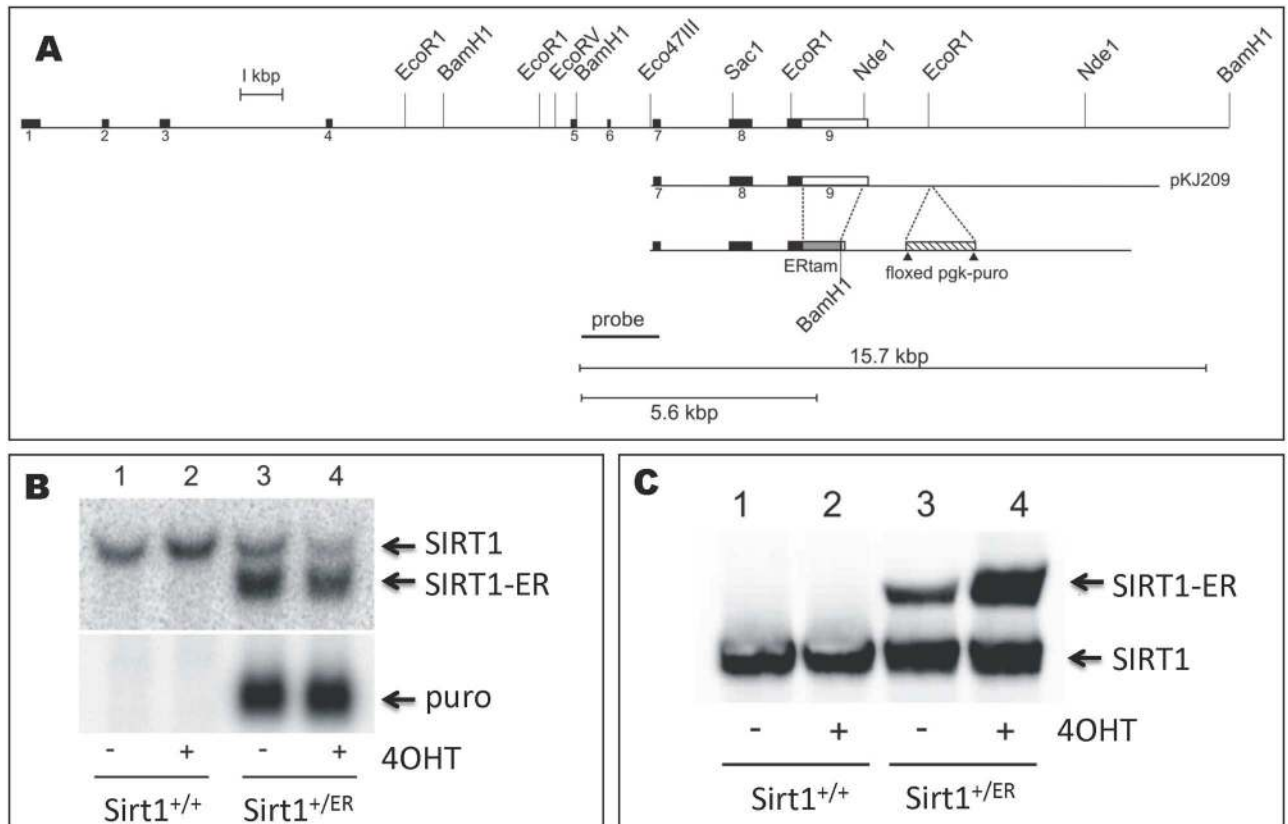 A
EcoR1 BamH1 EcoR1 EcoRV BamH1 Eco47III Sac1 EcoR1 Nde1 EcoR1 Nde1 BamH1
I kbp
1 2 3 4 5 6 7 8 9
7 8 9 pKJ209
ERtam floxed pgk-puro
BamH1
probe
15.7 kbp
5.6 kbp
B
1 2 3 4
SIRT1
SIRT1-ER
puro
- + - + 4OHT
Sirt1+/+ Sirt1+/ER
C
1 2 3 4
SIRT1-ER
SIRT1
- + - + 4OHT
Sirt1+/+ Sirt1+/ER